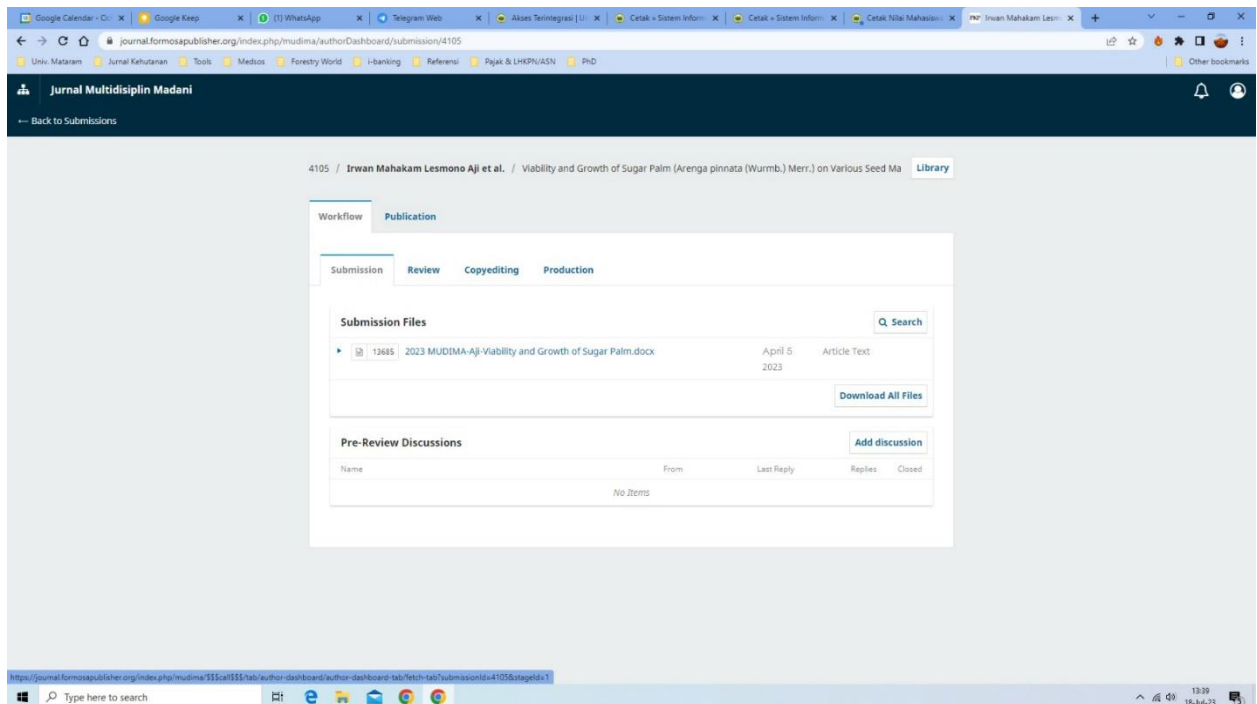 Google Calendar - Oct
Google Keep
(1) WhatsApp
Telegram Web
Akses Terintegrasi | U
Cetak » Sistem Inform
Cetak » Sistem Inform
Cetak Nilai Mahasiswa
Irwan Mahakam Lesm
journal.formosapublisher.org/index.php/mudima/authorDashboard/submission/4105
Univ. Mataram Jurnal Kehutanan Tools Medsos Forestry World i-banking Referensi Pajak & LHKPN/ASN PhD Other bookmarks
Jurnal Multidisiplin Madani
← Back to Submissions
4105 / Irwan Mahakam Lesmono Aji et al. / Viability and Growth of Sugar Palm (Arenga pinnata (Wurmb.) Merr.) on Various Seed Ma Library
Workflow Publication
Submission Review Copyediting Production
Submission Files Search
13685 2023 MUDIMA-Aji-Viability and Growth of Sugar Palm.docx April 5 Article Text
2023
Download All Files
Pre-Review Discussions Add discussion
Name From Last Reply Replies Closed
No Items
https://journal.formosapublisher.org/index.php/mudima/$$$call$$$/tab/author-dashboard/author-dashboard-tab/fetch-tab?submissionId=4105&stageId=1
Type here to search 13:39
18-Jul-23